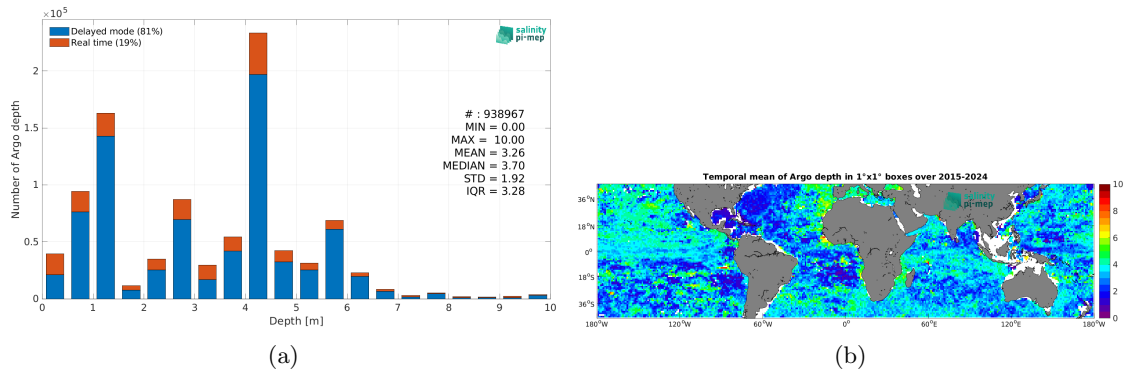 ×10⁵
Delayed mode (81%)
Real time (19%)
salinity
pi-mep
# : 938967
MIN = 0.00
MAX = 10.00
MEAN = 3.26
MEDIAN = 3.70
STD = 1.92
IQR = 3.28
Number of Argo depth
2
1.5
1
0.5
0
0 1 2 3 4 5 6 7 8 9 10
Depth [m]
(a)
Temporal mean of Argo depth in 1°x1° boxes over 2015-2024
salinity
pi-mep
36°N
18°N
0°
18°S
36°S
180°W 120°W 60°W 0° 60°E 120°E 180°W
10
8
6
4
2
0
(b)